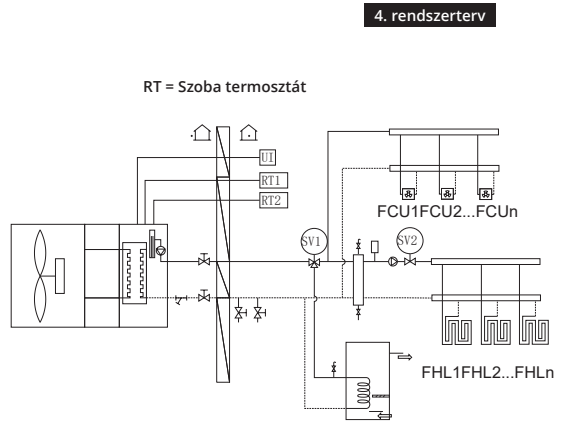 4. rendszerterv
RT = Szoba termosztát
UI
RT1
RT2
FCU1FCU2...FCUn
SV1
SV2
FHL1FHL2...FHLn